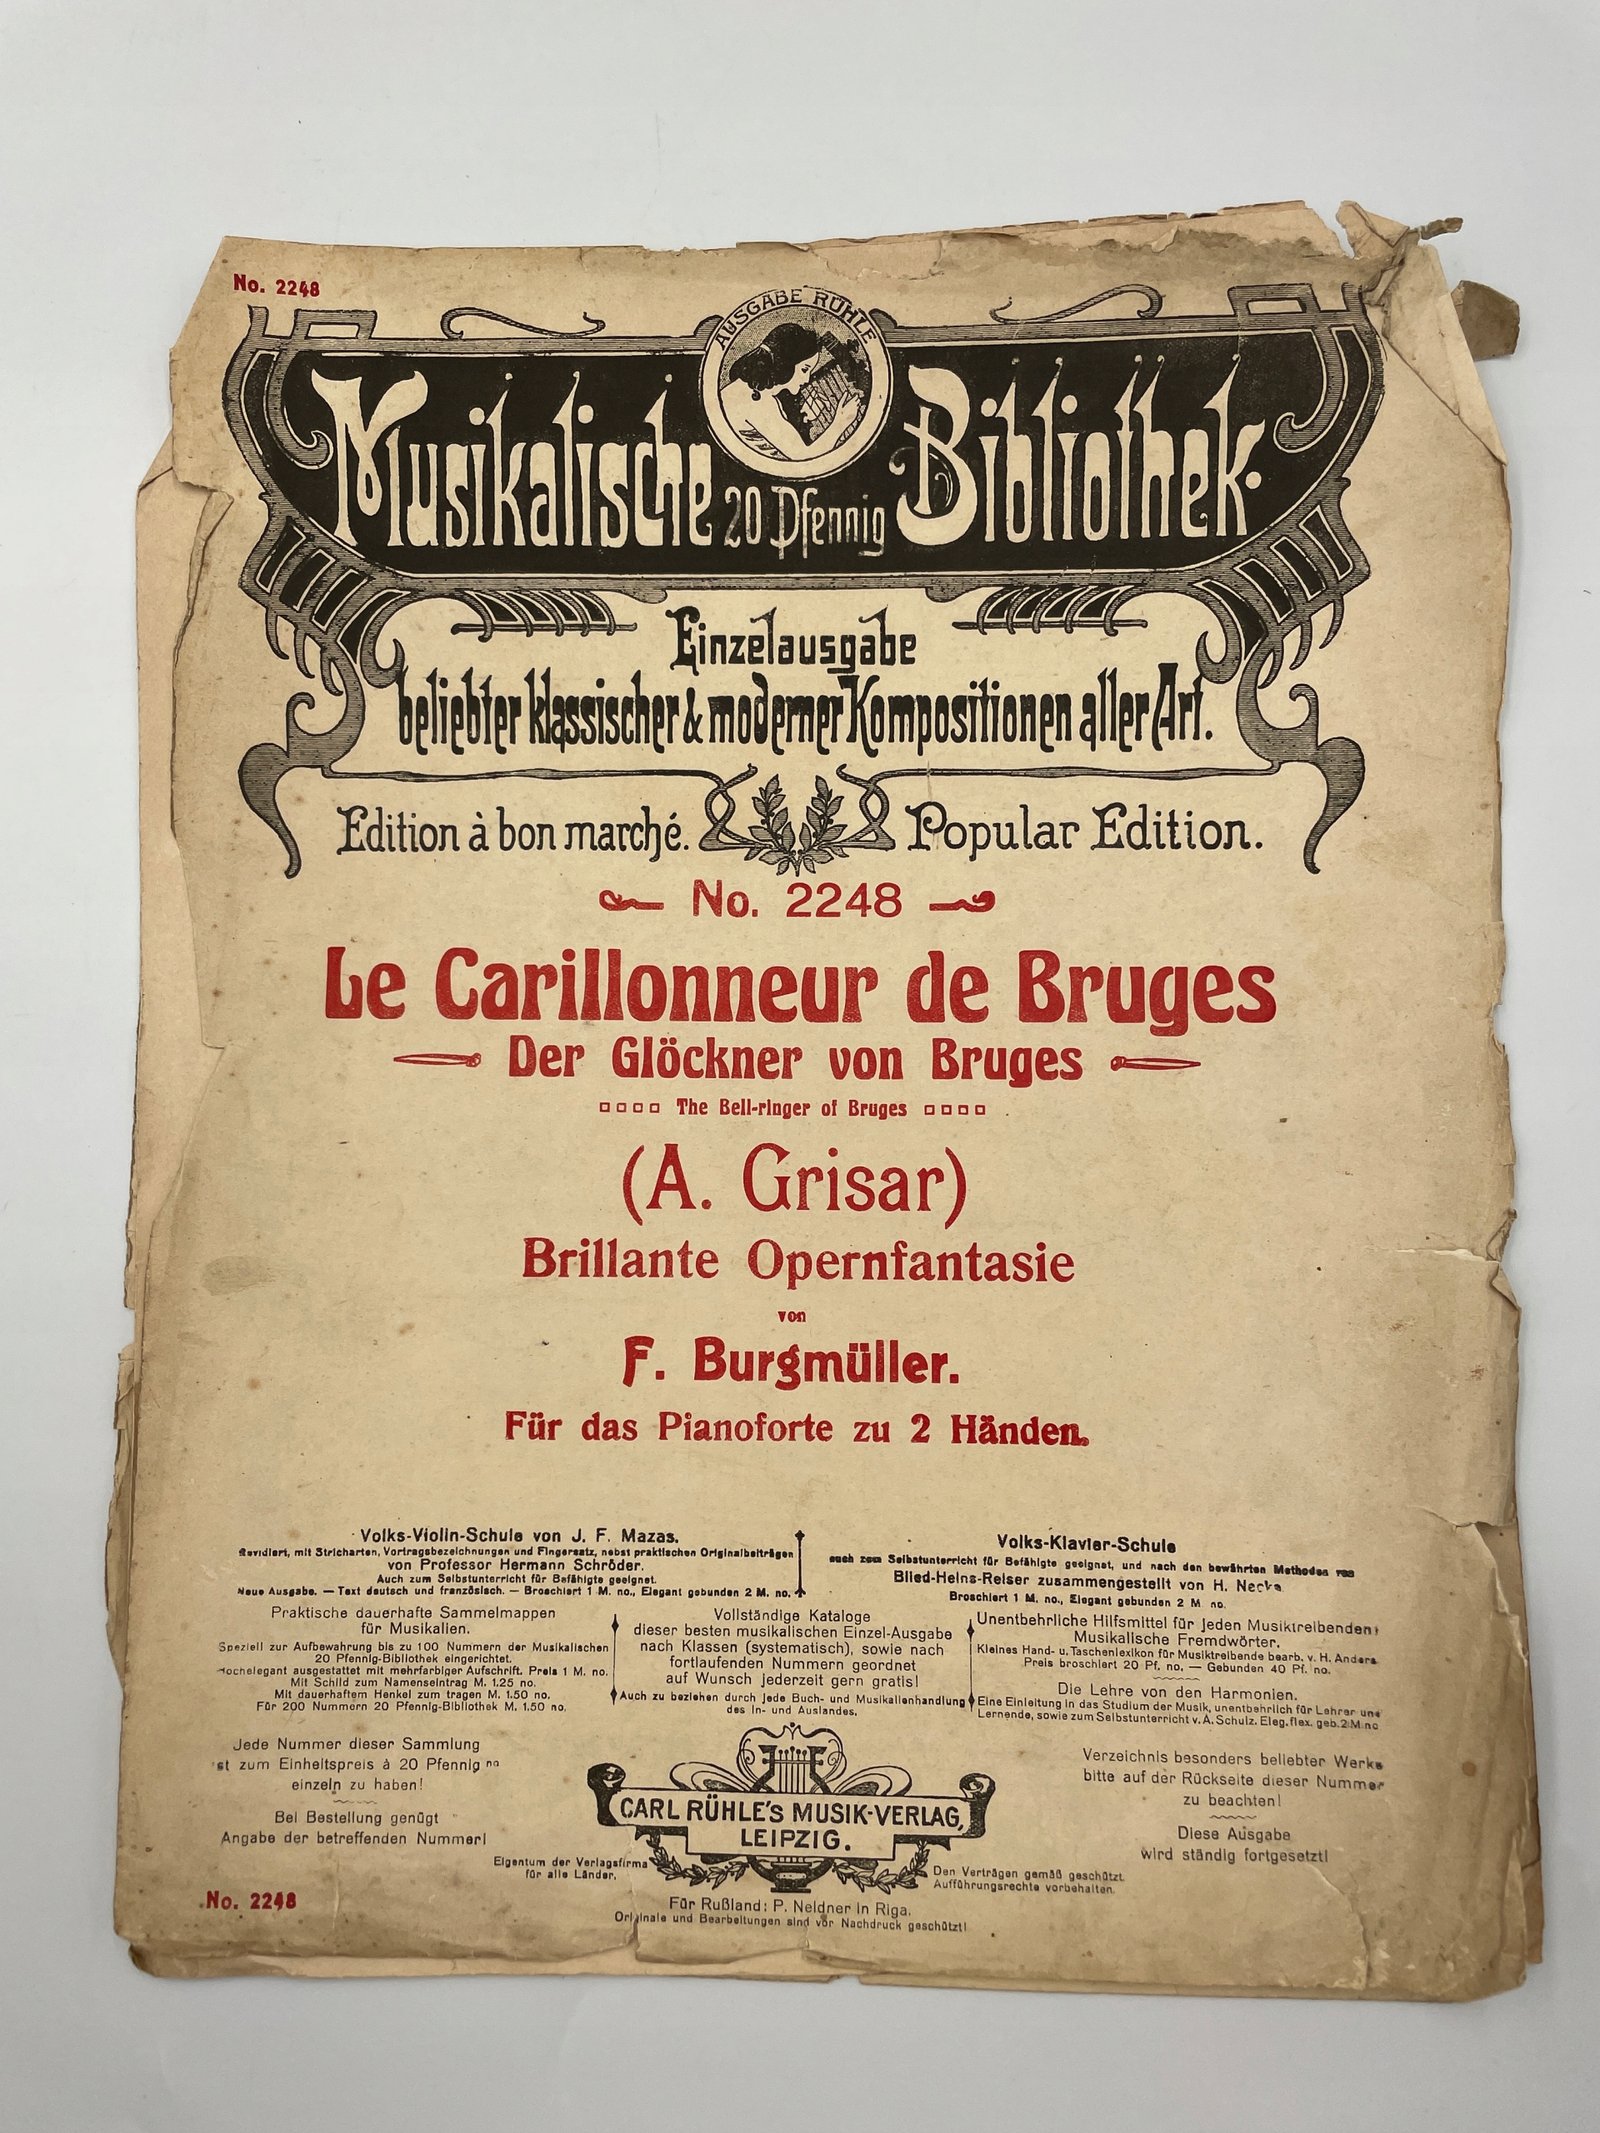 No. 2248
AUSGABE RÜHLE
Musikalische 20 Pfennig Bibliothek.
Einzelausgabe
beliebter klassischer & moderner Kompositionen aller Art.
Edition à bon marché. Popular Edition.
No. 2248
Le Carillonneur de Bruges
Der Glöckner von Bruges
The Bell-ringer of Bruges
(A. Grisar)
Brillante Opernfantasie
von
F. Burgmüller.
Für das Pianoforte zu 2 Händen.
Volks-Violin-Schule von J. F. Mazas.
Revidiert, mit Stricharten, Vortragsbezeichnungen und Fingersatz, nebst praktischen Originalbeiträgen
von Professor Hermann Schröder.
Auch zum Selbstunterricht für Befähigte geeignet.
Neue Ausgabe. — Text deutsch und französisch. — Broschiert 1 M. no., Elegant gebunden 2 M. no.
Volks-Klavier-Schule
auch zum Selbstunterricht für Befähigte geeignet, und nach den bewährten Methoden von
Blied-Heins-Reiser zusammengestellt von H. Necke
Broschiert 1 M. no., Elegant gebunden 2 M no.
Praktische dauerhafte Sammelmappen
für Musikalien.
Speziell zur Aufbewahrung bis zu 100 Nummern der Musikalischen
20 Pfennig-Bibliothek eingerichtet.
Hochelegant ausgestattet mit mehrfarbiger Aufschrift. Preis 1 M. no.
Mit Schild zum Namenseintrag M. 1.25 no.
Mit dauerhaftem Henkel zum tragen M. 1.50 no.
Für 200 Nummern 20 Pfennig-Bibliothek M. 1.50 no.
Vollständige Kataloge
dieser besten musikalischen Einzel-Ausgabe
nach Klassen (systematisch), sowie nach
fortlaufenden Nummern geordnet
auf Wunsch jederzeit gern gratis!
Auch zu beziehen durch jede Buch- und Musikalienhandlung
des In- und Auslandes.
Unentbehrliche Hilfsmittel für jeden Musiktreibenden!
Musikalische Fremdwörter.
Kleines Hand- u. Taschenlexikon für Musiktreibende bearb. v. H. Anders
Preis broschiert 20 Pf. no. — Gebunden 40 Pf. no.
Die Lehre von den Harmonien.
Eine Einleitung in das Studium der Musik, unentbehrlich für Lehrer und
Lernende, sowie zum Selbstunterricht v. A. Schulz. Eleg. flex. geb. 2 M no
Jede Nummer dieser Sammlung
ist zum Einheitspreis à 20 Pfennig no
einzeln zu haben!
Bei Bestellung genügt
Angabe der betreffenden Nummer!
CARL RÜHLE'S MUSIK-VERLAG,
LEIPZIG.
Verzeichnis besonders beliebter Werke
bitte auf der Rückseite dieser Nummer
zu beachten!
Diese Ausgabe
wird ständig fortgesetzt!
Eigentum der Verlagsfirma
für alle Länder.
Den Verträgen gemäß geschützt.
Aufführungsrechte vorbehalten.
Für Rußland: P. Neldner in Riga.
Originale und Bearbeitungen sind vor Nachdruck geschützt!
No. 2248